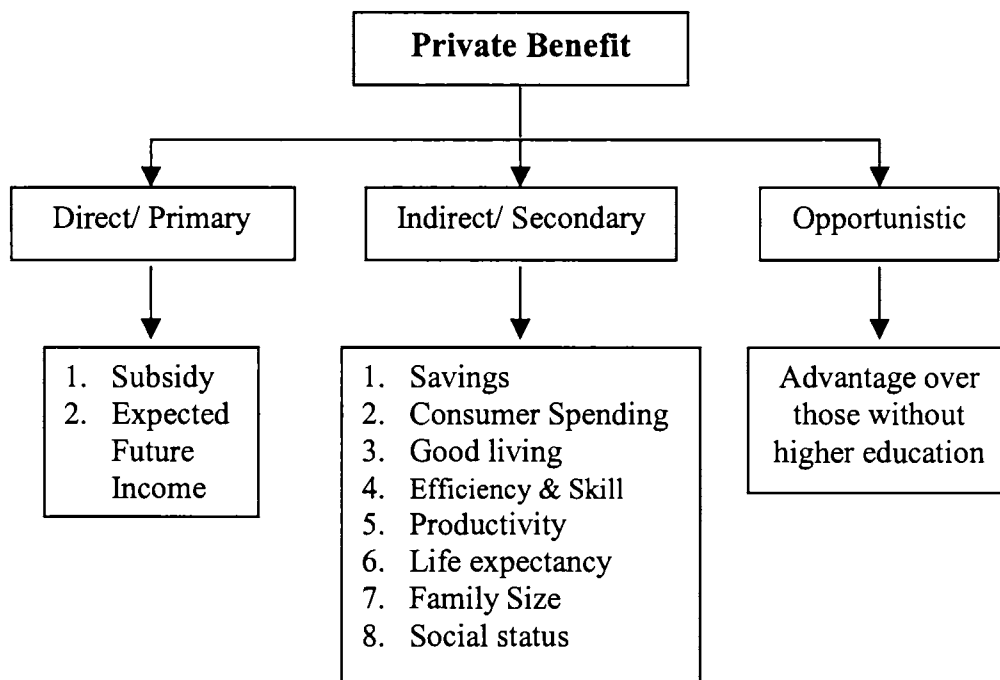 Private Benefit
Direct/ Primary
Indirect/ Secondary
Opportunistic
1. Subsidy
2. Expected
Future
Income
1. Savings
2. Consumer Spending
3. Good living
4. Efficiency & Skill
5. Productivity
6. Life expectancy
7. Family Size
8. Social status
Advantage over
those without
higher education